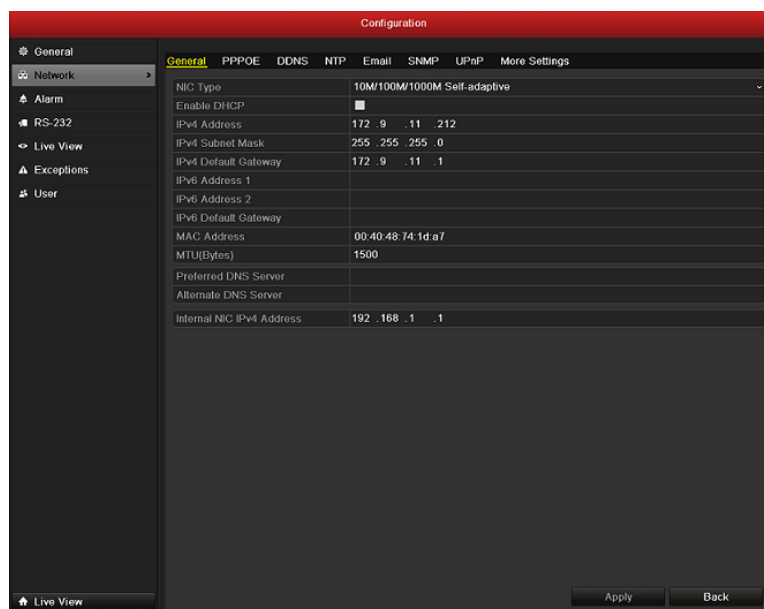 Configuration
General
Network
Alarm
RS-232
Live View
Exceptions
User
Live View
General PPPOE DDNS NTP Email SNMP UPnP More Settings
NIC Type 10M/100M/1000M Self-adaptive
Enable DHCP
IPv4 Address 172 .9 .11 .212
IPv4 Subnet Mask 255 .255 .255 .0
IPv4 Default Gateway 172 .9 .11 .1
IPv6 Address 1
IPv6 Address 2
IPv6 Default Gateway
MAC Address 00:40:48:74:1d:a7
MTU(Bytes) 1500
Preferred DNS Server
Alternate DNS Server
Internal NIC IPv4 Address 192 .168 .1 .1
Apply Back